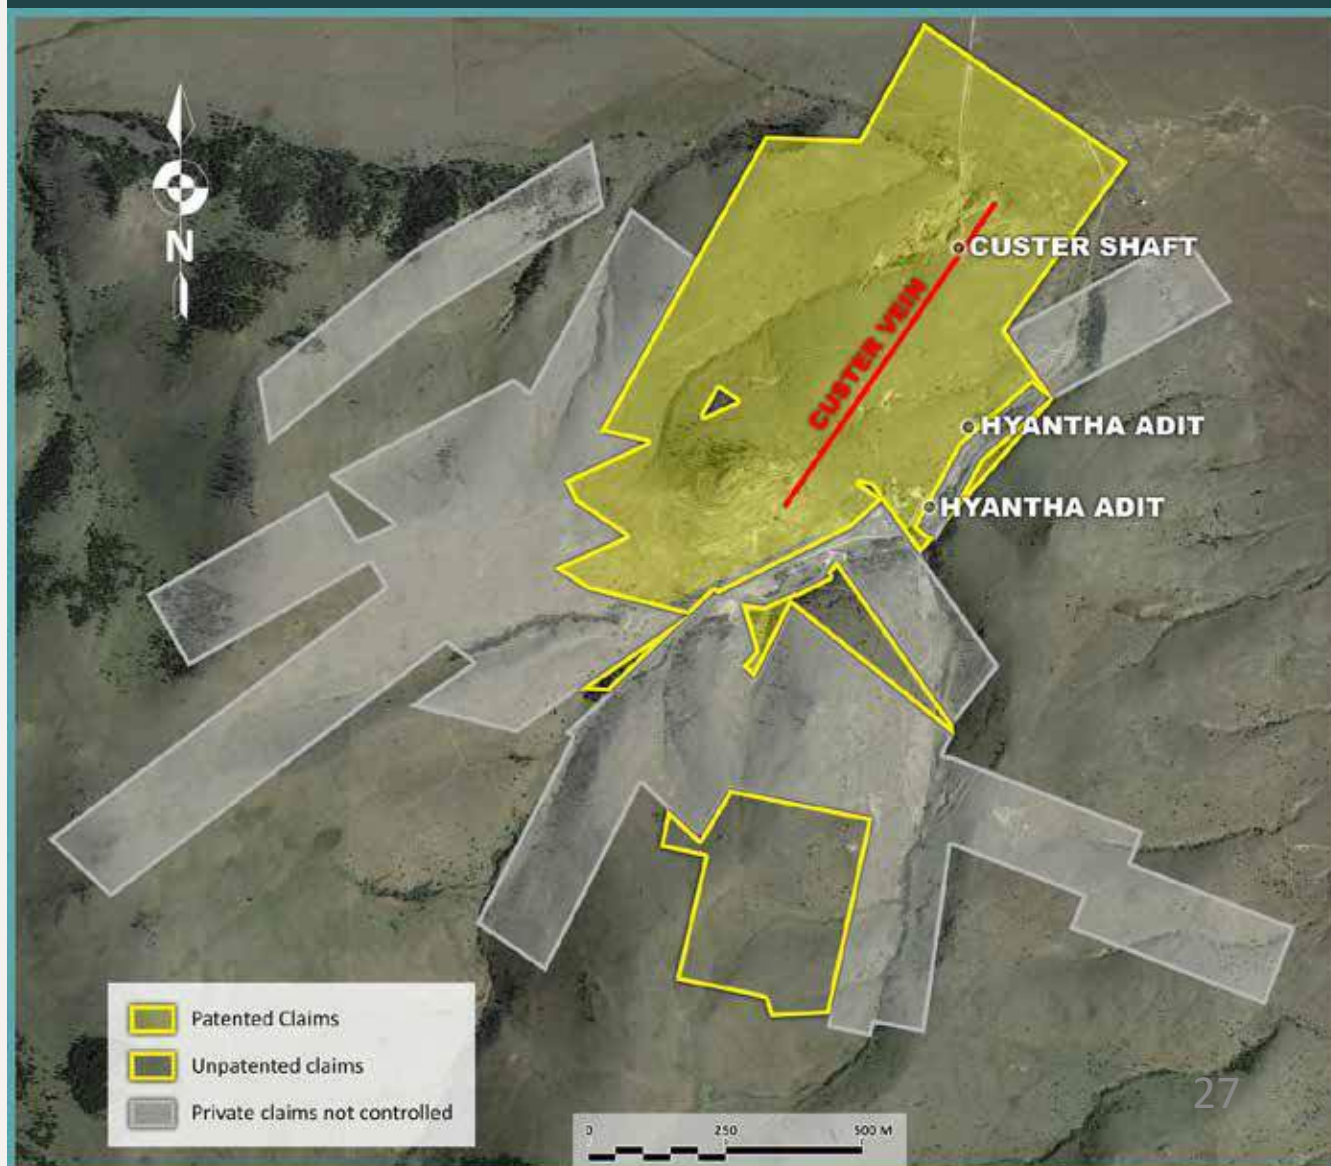 N
CUSTER SHAFT
CUSTER VEIN
HYANTHA ADIT
HYANTHA ADIT
Patented Claims
Unpatented claims
Private claims not controlled
27
0 250 500 M